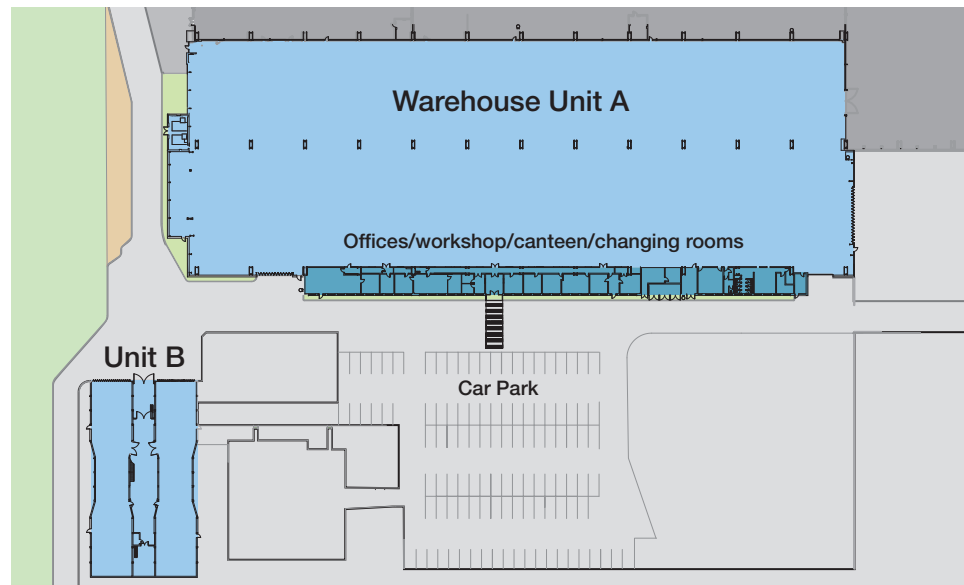 Warehouse Unit A
Offices/workshop/canteen/changing rooms
Unit B
Car Park